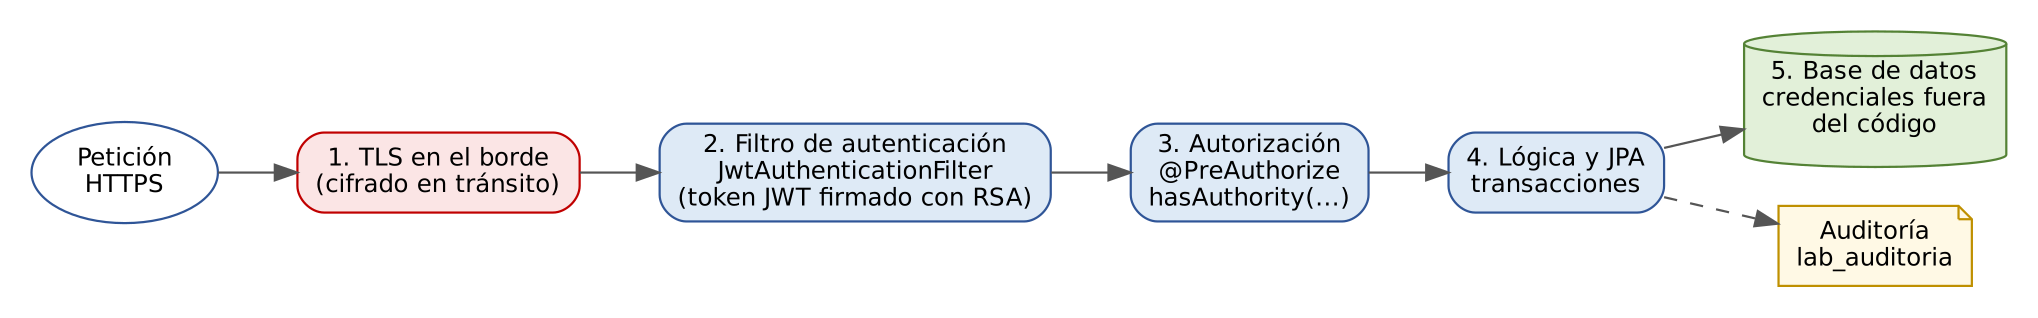 Petición
HTTPS
1. TLS en el borde
(cifrado en tránsito)
2. Filtro de autenticación
JwtAuthenticationFilter
(token JWT firmado con RSA)
3. Autorización
@PreAuthorize
hasAuthority(...)
4. Lógica y JPA
transacciones
5. Base de datos
credenciales fuera
del código
Auditoría
lab_auditoria